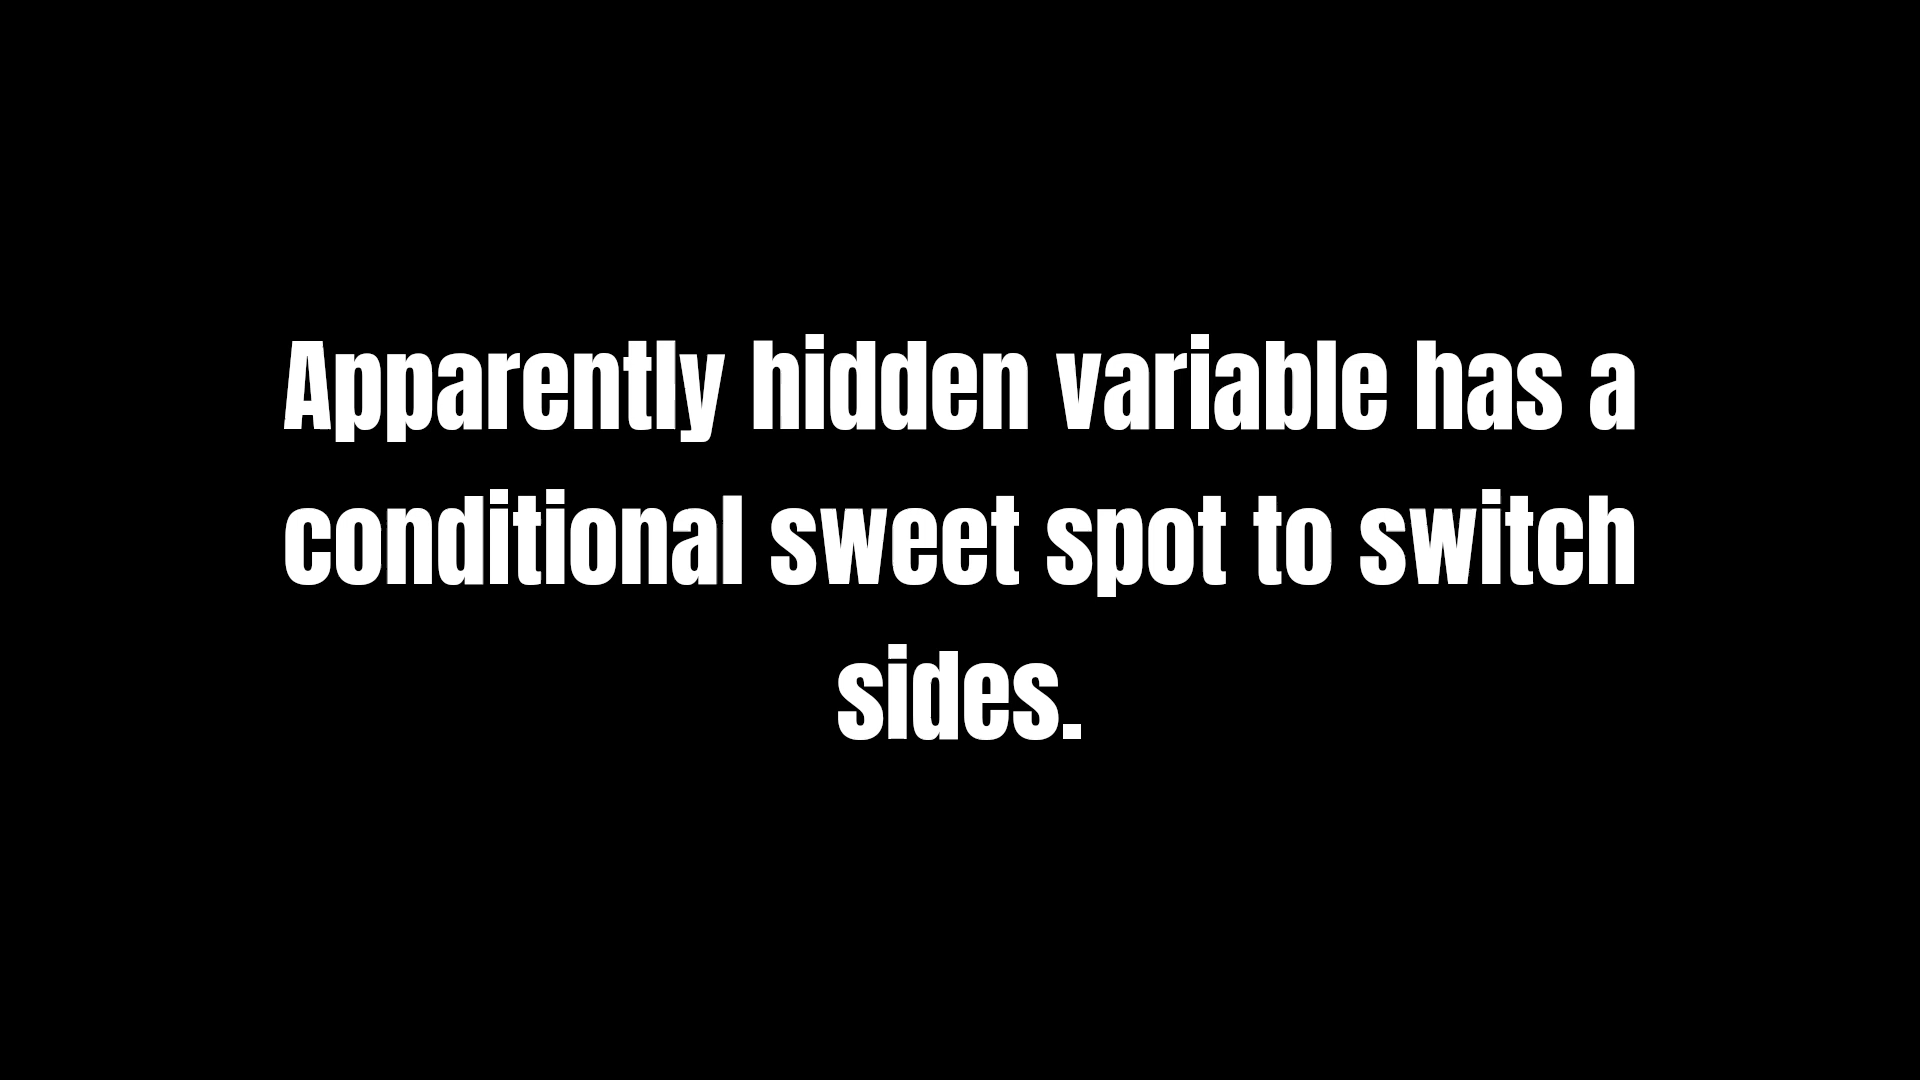 Apparently hidden variable has a
conditional sweet spot to switch
sides.